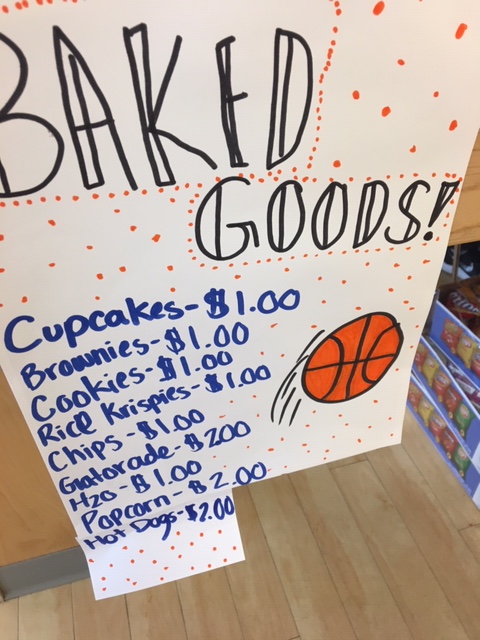 BAKED
GOODS!
Cupcakes-$1.00
Brownies-$1.00
Cookies-$1.00
Rice Krispies-$1.00
Chips-$1.00
Gatorade-$2.00
H2O-$1.00
Popcorn-$2.00
Hot Dogs-$2.00